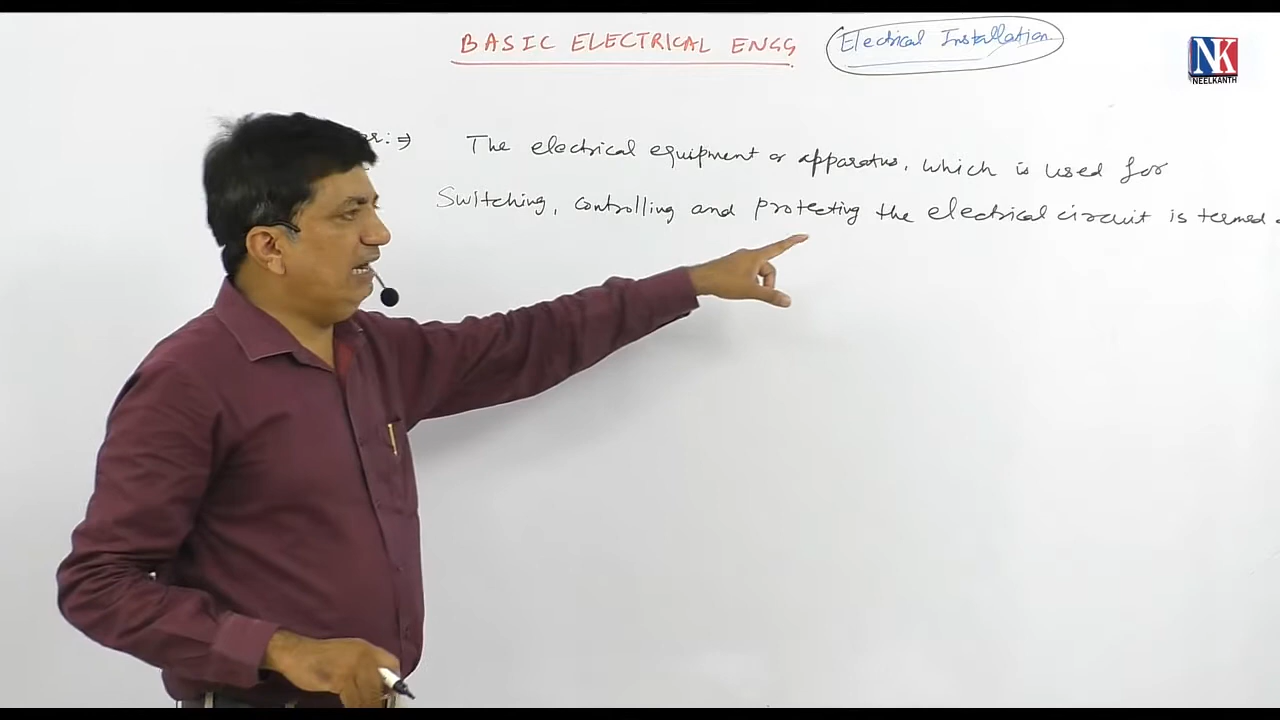 BASIC ELECTRICAL ENGG
Electrical Installation
NK
NEELKANTH
The electrical equipment or apparatus, which is used for
Switching, Controlling and protecting the electrical circuit is termed